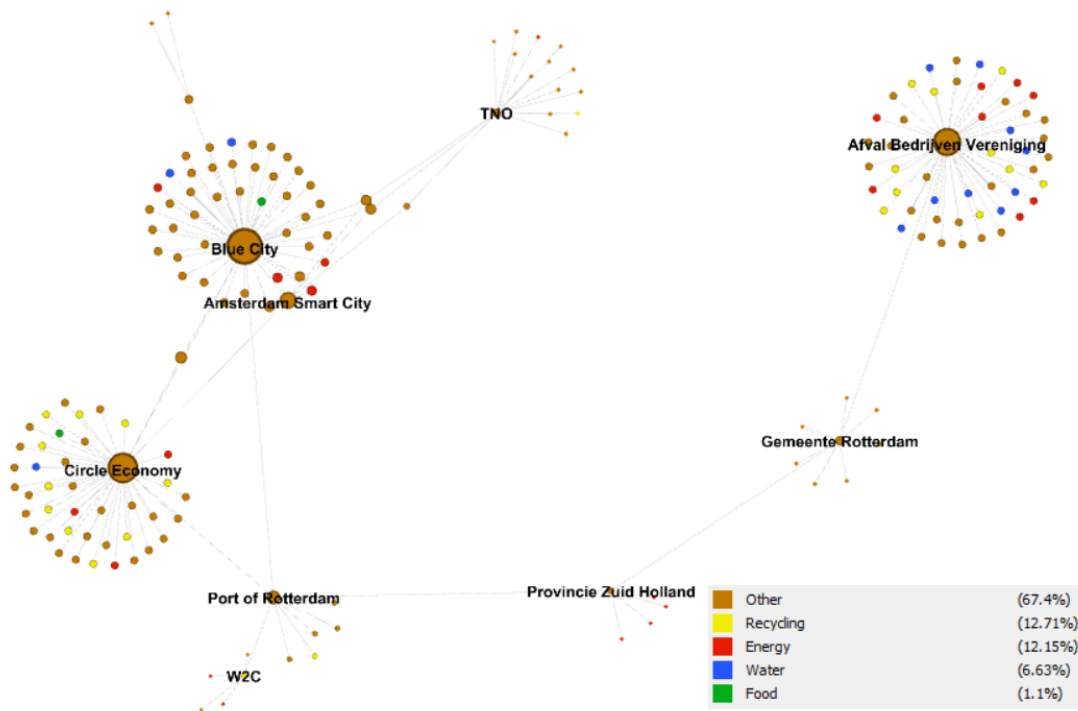 TNO
Afval Bedrijven Vereniging
Blue City
Amsterdam Smart City
Gemeente Rotterdam
Circle Economy
Port of Rotterdam
Provincie Zuid Holland
W2C
Other (67.4%)
Recycling (12.71%)
Energy (12.15%)
Water (6.63%)
Food (1.1%)